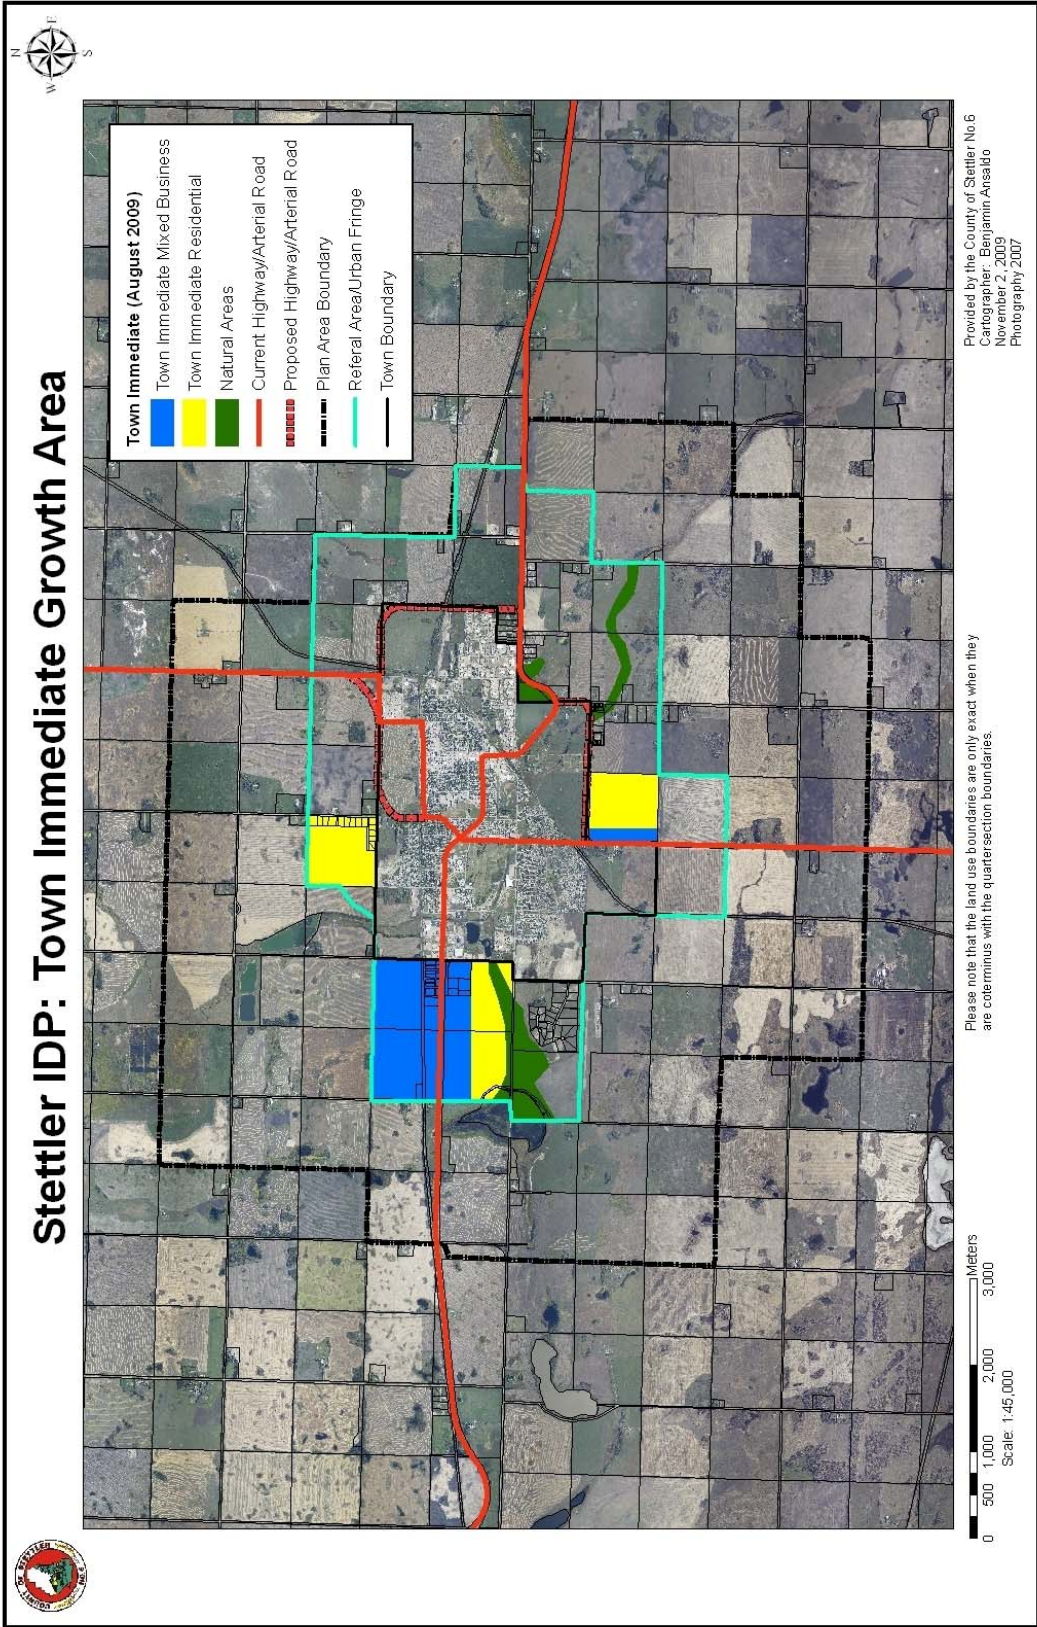 Stettler IDP: Town Immediate Growth Area
N
W
E
S
Town Immediate (August 2009)
Town Immediate Mixed Business
Town Immediate Residential
Natural Areas
Current Highway/Arterial Road
Proposed Highway/Arterial Road
Plan Area Boundary
Referal Area/Urban Fringe
Town Boundary
0 500 1,000 2,000 3,000
Meters
Scale: 1:45,000
Please note that the land use boundaries are only exact when they
are coterminus with the quartersection boundaries.
Provided by the County of Stettler No.6
Cartographer: Benjamin Ansaldo
November 2, 2009
Photography 2007